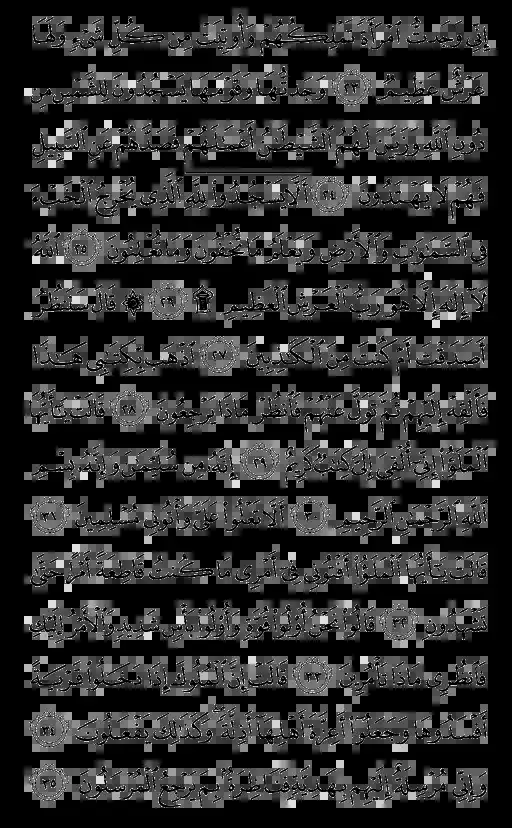 إِنِّي وَجَدتُّ ٱمْرَأَةً تَمْلِكُهُمْ وَأُوتِيَتْ مِن كُلِّ شَىْءٍ وَلَهَا
عَرْشٌ عَظِيمٌ ٢٣ وَجَدتُّهَا وَقَوْمَهَا يَسْجُدُونَ لِلشَّمْسِ مِن
دُونِ ٱللَّهِ وَزَيَّنَ لَهُمُ ٱلشَّيْطَٰنُ أَعْمَٰلَهُمْ فَصَدَّهُمْ عَنِ ٱلسَّبِيلِ
فَهُمْ لَا يَهْتَدُونَ ٢٤ أَلَّا يَسْجُدُوا۟ لِلَّهِ ٱلَّذِى يُخْرِجُ ٱلْخَبْءَ
فِى ٱلسَّمَٰوَٰتِ وَٱلْأَرْضِ وَيَعْلَمُ مَا تُخْفُونَ وَمَا تُعْلِنُونَ ٢٥ ٱللَّهُ
لَا إِلَٰهَ إِلَّا هُوَ رَبُّ ٱلْعَرْشِ ٱلْعَظِيمِ ۩ ٢٦ ۞ قَالَ سَنَنظُرُ
أَصَدَقْتَ أَمْ كُنتَ مِنَ ٱلْكَٰذِبِينَ ٢٧ ٱذْهَب بِّكِتَٰبِى هَٰذَا
فَأَلْقِهْ إِلَيْهِمْ ثُمَّ تَوَلَّ عَنْهُمْ فَٱنظُرْ مَاذَا يَرْجِعُونَ ٢٨ قَالَتْ يَٰٓأَيُّهَا
ٱلْمَلَؤُا۟ إِنِّىٓ أُلْقِىَ إِلَىَّ كِتَٰبٌ كَرِيمٌ ٢٩ إِنَّهُۥ مِن سُلَيْمَٰنَ وَإِنَّهُۥ بِسْمِ
ٱللَّهِ ٱلرَّحْمَٰنِ ٱلرَّحِيمِ أَلَّا تَعْلُوا۟ عَلَىَّ وَأْتُونِى مُسْلِمِينَ ٣١
قَالَتْ يَٰٓأَيُّهَا ٱلْمَلَؤُا۟ أَفْتُونِى فِىٓ أَمْرِى مَا كُنتُ قَاطِعَةً أَمْرًا حَتَّىٰ
تَشْهَدُونِ ٣٢ قَالُوا۟ نَحْنُ أُو۟لُوا۟ قُوَّةٍ وَأُو۟لُوا۟ بَأْسٍ شَدِيدٍ وَٱلْأَمْرُ إِلَيْكِ
فَٱنظُرِى مَاذَا تَأْمُرِينَ ٣٣ قَالَتْ إِنَّ ٱلْمُلُوكَ إِذَا دَخَلُوا۟ قَرْيَةً
أَفْسَدُوهَا وَجَعَلُوٓا۟ أَعِزَّةَ أَهْلِهَآ أَذِلَّةً وَكَذَٰلِكَ يَفْعَلُونَ ٣٤
وَإِنِّى مُرْسِلَةٌ إِلَيْهِم بِهَدِيَّةٍ فَنَاظِرَةٌۢ بِمَ يَرْجِعُ ٱلْمُرْسَلُونَ ٣٥